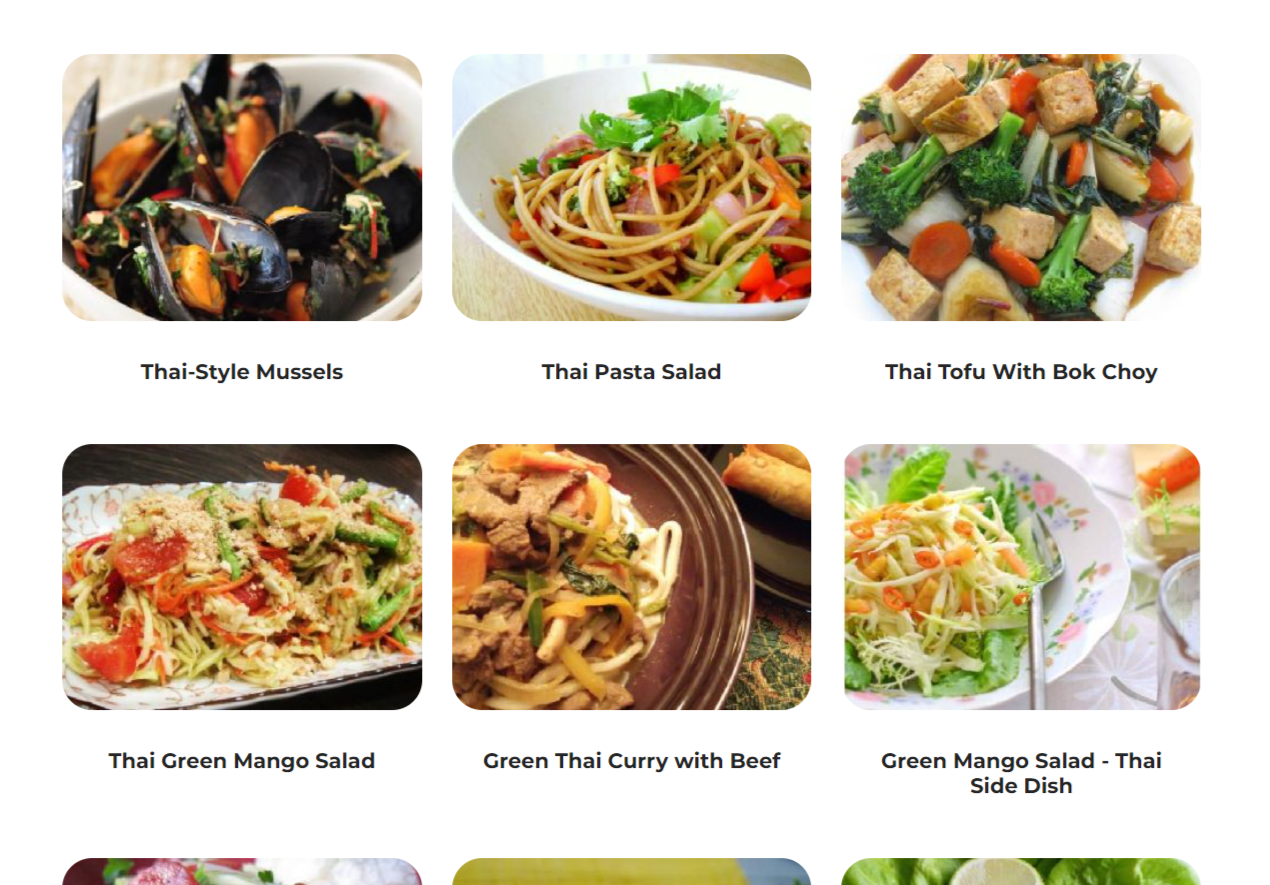 Thai-Style Mussels
Thai Pasta Salad
Thai Tofu With Bok Choy
Thai Green Mango Salad
Green Thai Curry with Beef
Green Mango Salad - Thai
Side Dish